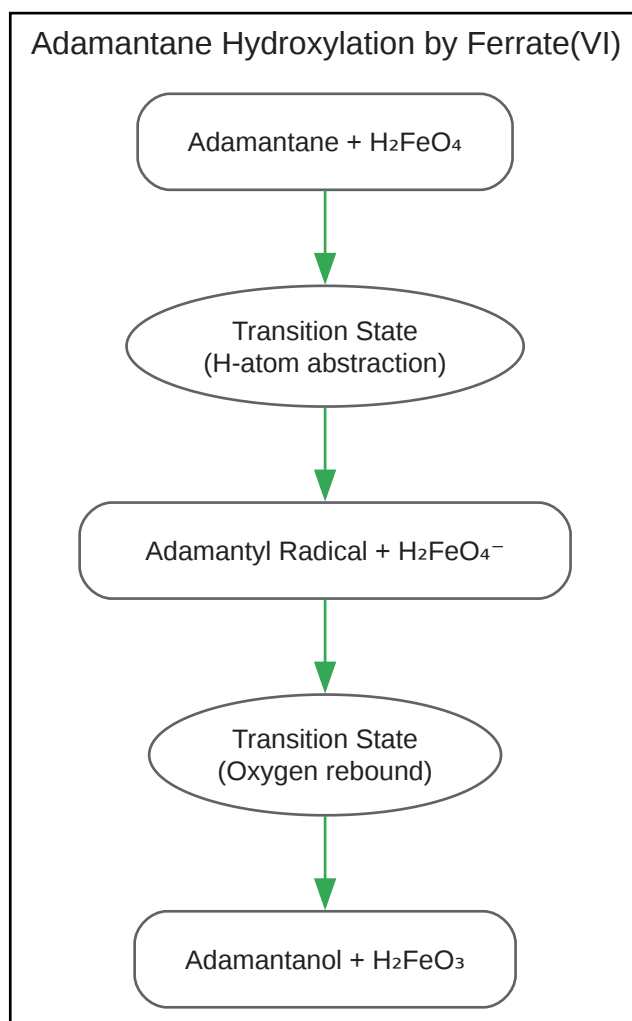 Adamantane Hydroxylation by Ferrate(VI)
Adamantane + H₂FeO₄
Transition State
(H-atom abstraction)
Adamantyl Radical + H₂FeO₄⁻
Transition State
(Oxygen rebound)
Adamantanol + H₂FeO₃